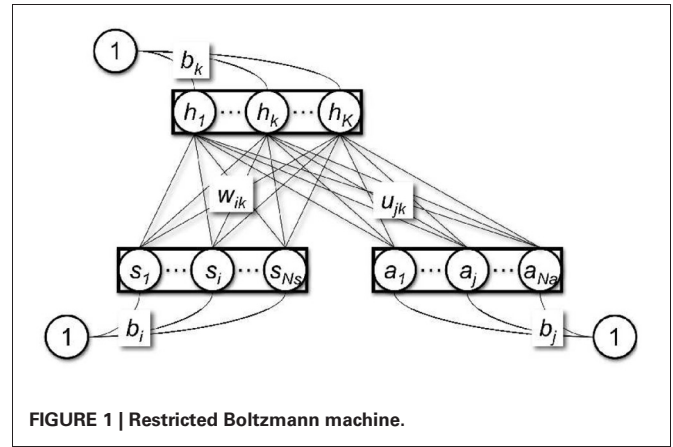 1
b_k
h_1 ... h_k ... h_K
w_ik
u_jk
s_1 ... s_i ... s_Ns
a_1 ... a_j ... a_Na
1
b_i
b_j
1
FIGURE 1 | Restricted Boltzmann machine.